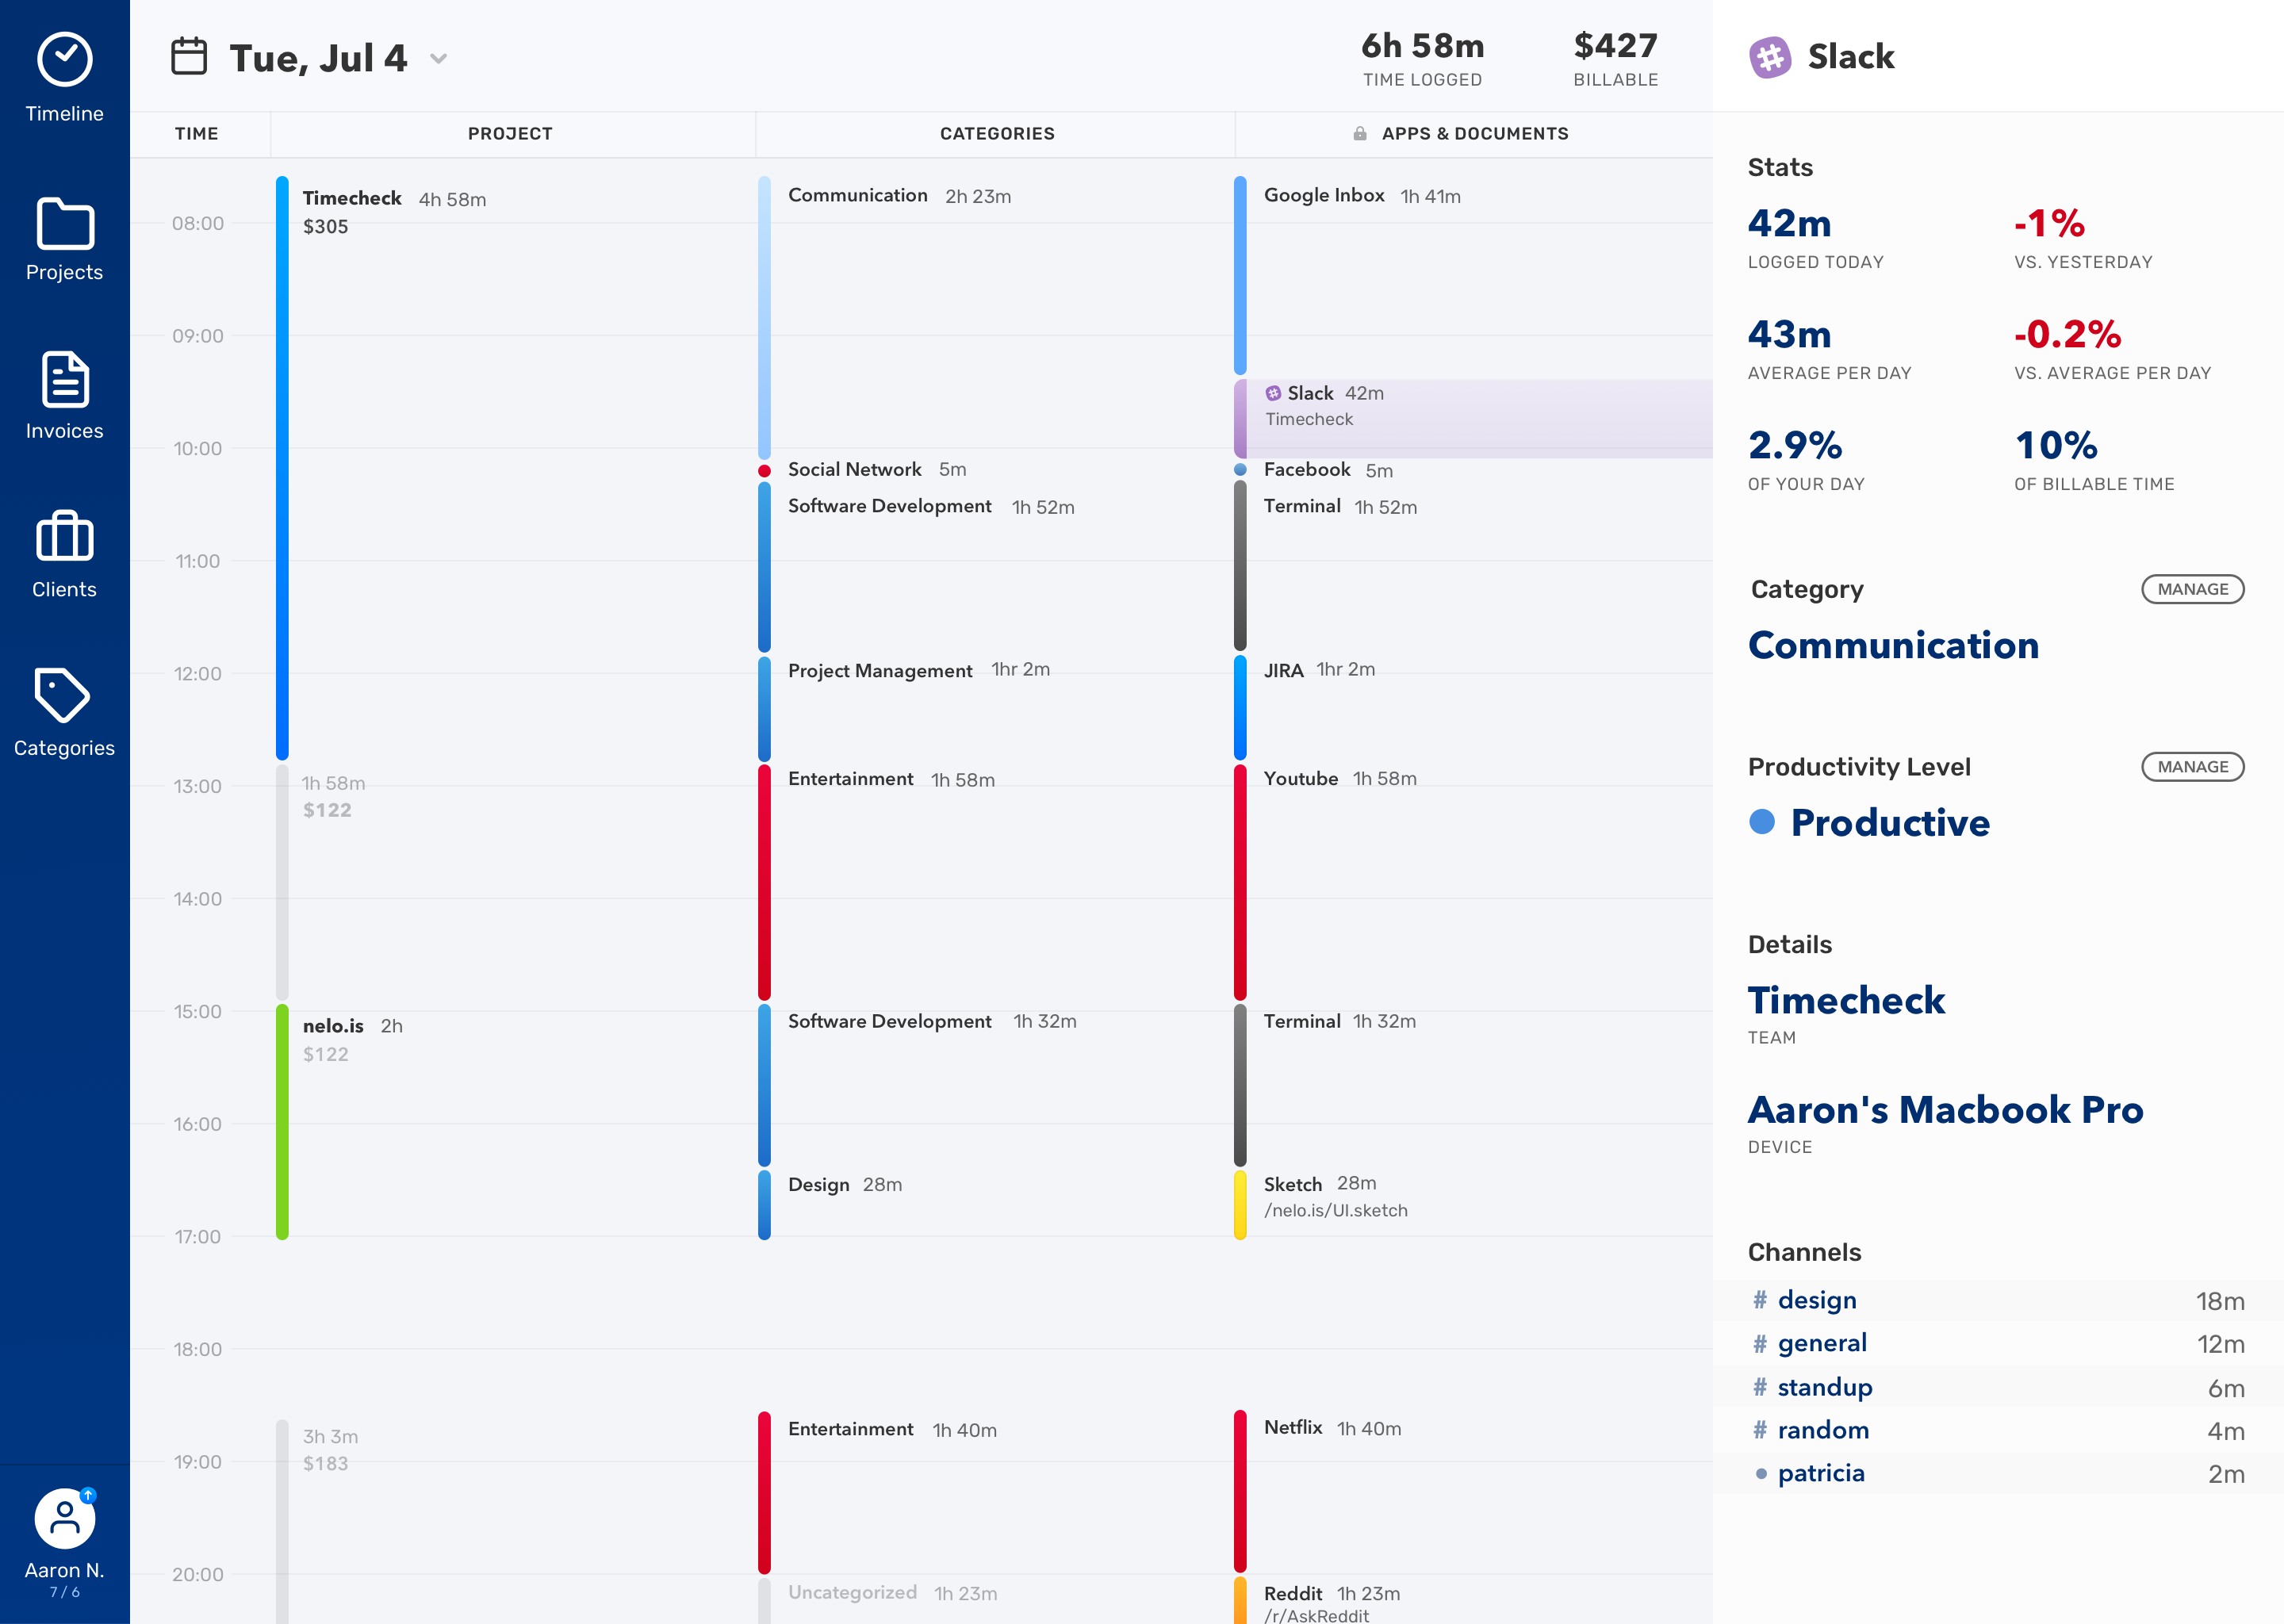 Timeline
Projects
Invoices
Clients
Categories
Aaron N.
7 / 6
Tue, Jul 4
6h 58m
TIME LOGGED
$427
BILLABLE
TIME
PROJECT
CATEGORIES
APPS & DOCUMENTS
08:00
09:00
10:00
11:00
12:00
13:00
14:00
15:00
16:00
17:00
18:00
19:00
20:00
Timecheck 4h 58m
$305
1h 58m
$122
nelo.is 2h
$122
3h 3m
$183
Communication 2h 23m
Social Network 5m
Software Development 1h 52m
Project Management 1hr 2m
Entertainment 1h 58m
Software Development 1h 32m
Design 28m
Entertainment 1h 40m
Uncategorized 1h 23m
Google Inbox 1h 41m
Slack 42m
Timecheck
Facebook 5m
Terminal 1h 52m
JIRA 1hr 2m
Youtube 1h 58m
Terminal 1h 32m
Sketch 28m
/nelo.is/UI.sketch
Netflix 1h 40m
Reddit 1h 23m
/r/AskReddit
Slack
Stats
42m
LOGGED TODAY
-1%
VS. YESTERDAY
43m
AVERAGE PER DAY
-0.2%
VS. AVERAGE PER DAY
2.9%
OF YOUR DAY
10%
OF BILLABLE TIME
Category
MANAGE
Communication
Productivity Level
MANAGE
Productive
Details
Timecheck
TEAM
Aaron's Macbook Pro
DEVICE
Channels
# design 18m
# general 12m
# standup 6m
# random 4m
patricia 2m